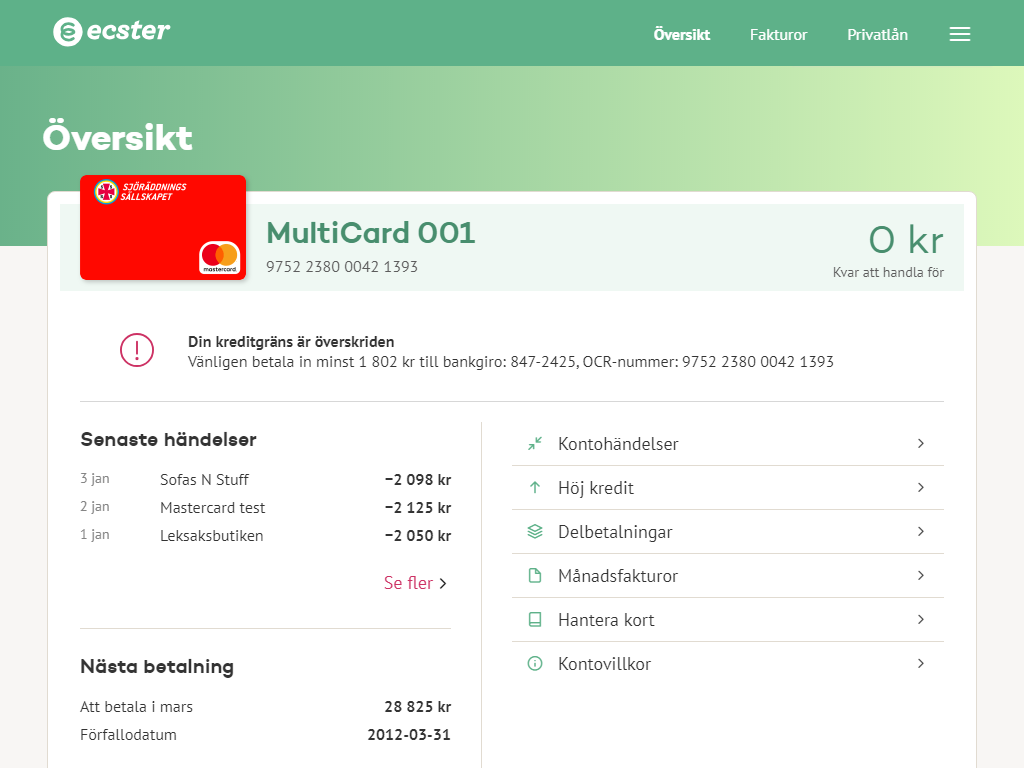 ecster
Översikt Fakturor Privatlån
Översikt
SJÖRÄDDNINGS
SÄLLSKAPET
mastercard
MultiCard 001
9752 2380 0042 1393
0 kr
Kvar att handla för
Din kreditgräns är överskriden
Vänligen betala in minst 1 802 kr till bankgiro: 847-2425, OCR-nummer: 9752 2380 0042 1393
Senaste händelser
3 jan Sofas N Stuff −2 098 kr
2 jan Mastercard test −2 125 kr
1 jan Leksaksbutiken −2 050 kr
Se fler
Nästa betalning
Att betala i mars 28 825 kr
Förfallodatum 2012-03-31
Kontohändelser
Höj kredit
Delbetalningar
Månadsfakturor
Hantera kort
Kontovillkor